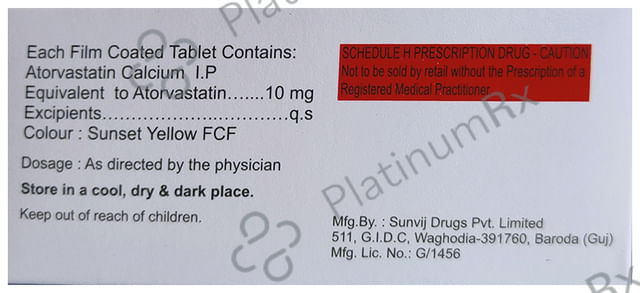 Each Film Coated Tablet Contains:
Atorvastatin Calcium I.P
Equivalent to Atorvastatin.......10 mg
Excipients................................q.s
Colour : Sunset Yellow FCF
Dosage : As directed by the physician
Store in a cool, dry & dark place.
Keep out of reach of children.
SCHEDULE H PRESCRIPTION DRUG - CAUTION
Not to be sold by retail without the Prescription of a
Registered Medical Practitioner
Mfg.By. : Sunvij Drugs Pvt. Limited
511, G.I.D.C, Waghodia-391760, Baroda (Guj)
Mfg. Lic. No.: G/1456
PlatinumRx
Platinum
Rx